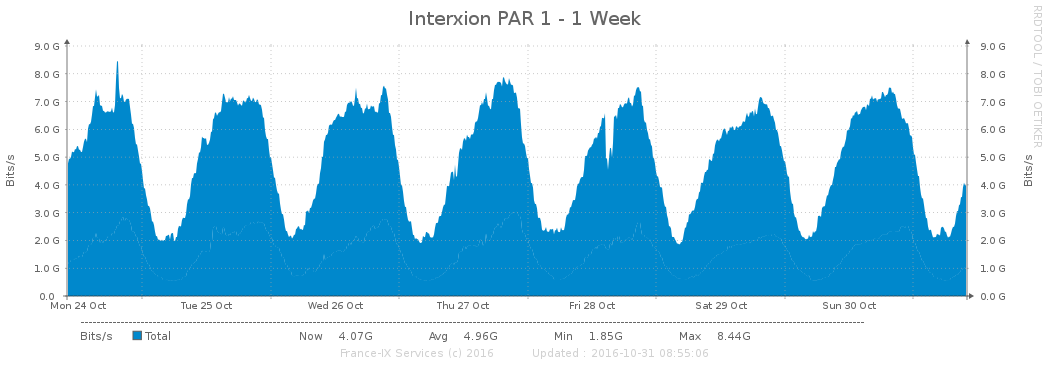 Interxion PAR 1 - 1 Week
RRDTOOL / TOBI OETIKER
Bits/s
9.0 G 9.0 G
8.0 G 8.0 G
7.0 G 7.0 G
6.0 G 6.0 G
5.0 G 5.0 G
4.0 G 4.0 G
3.0 G 3.0 G
2.0 G 2.0 G
1.0 G 1.0 G
0.0 0.0 G
Bits/s
Mon 24 Oct Tue 25 Oct Wed 26 Oct Thu 27 Oct Fri 28 Oct Sat 29 Oct Sun 30 Oct
Bits/s Total Now 4.07G Avg 4.96G Min 1.85G Max 8.44G
France-IX Services (c) 2016 Updated : 2016-10-31 08:55:06